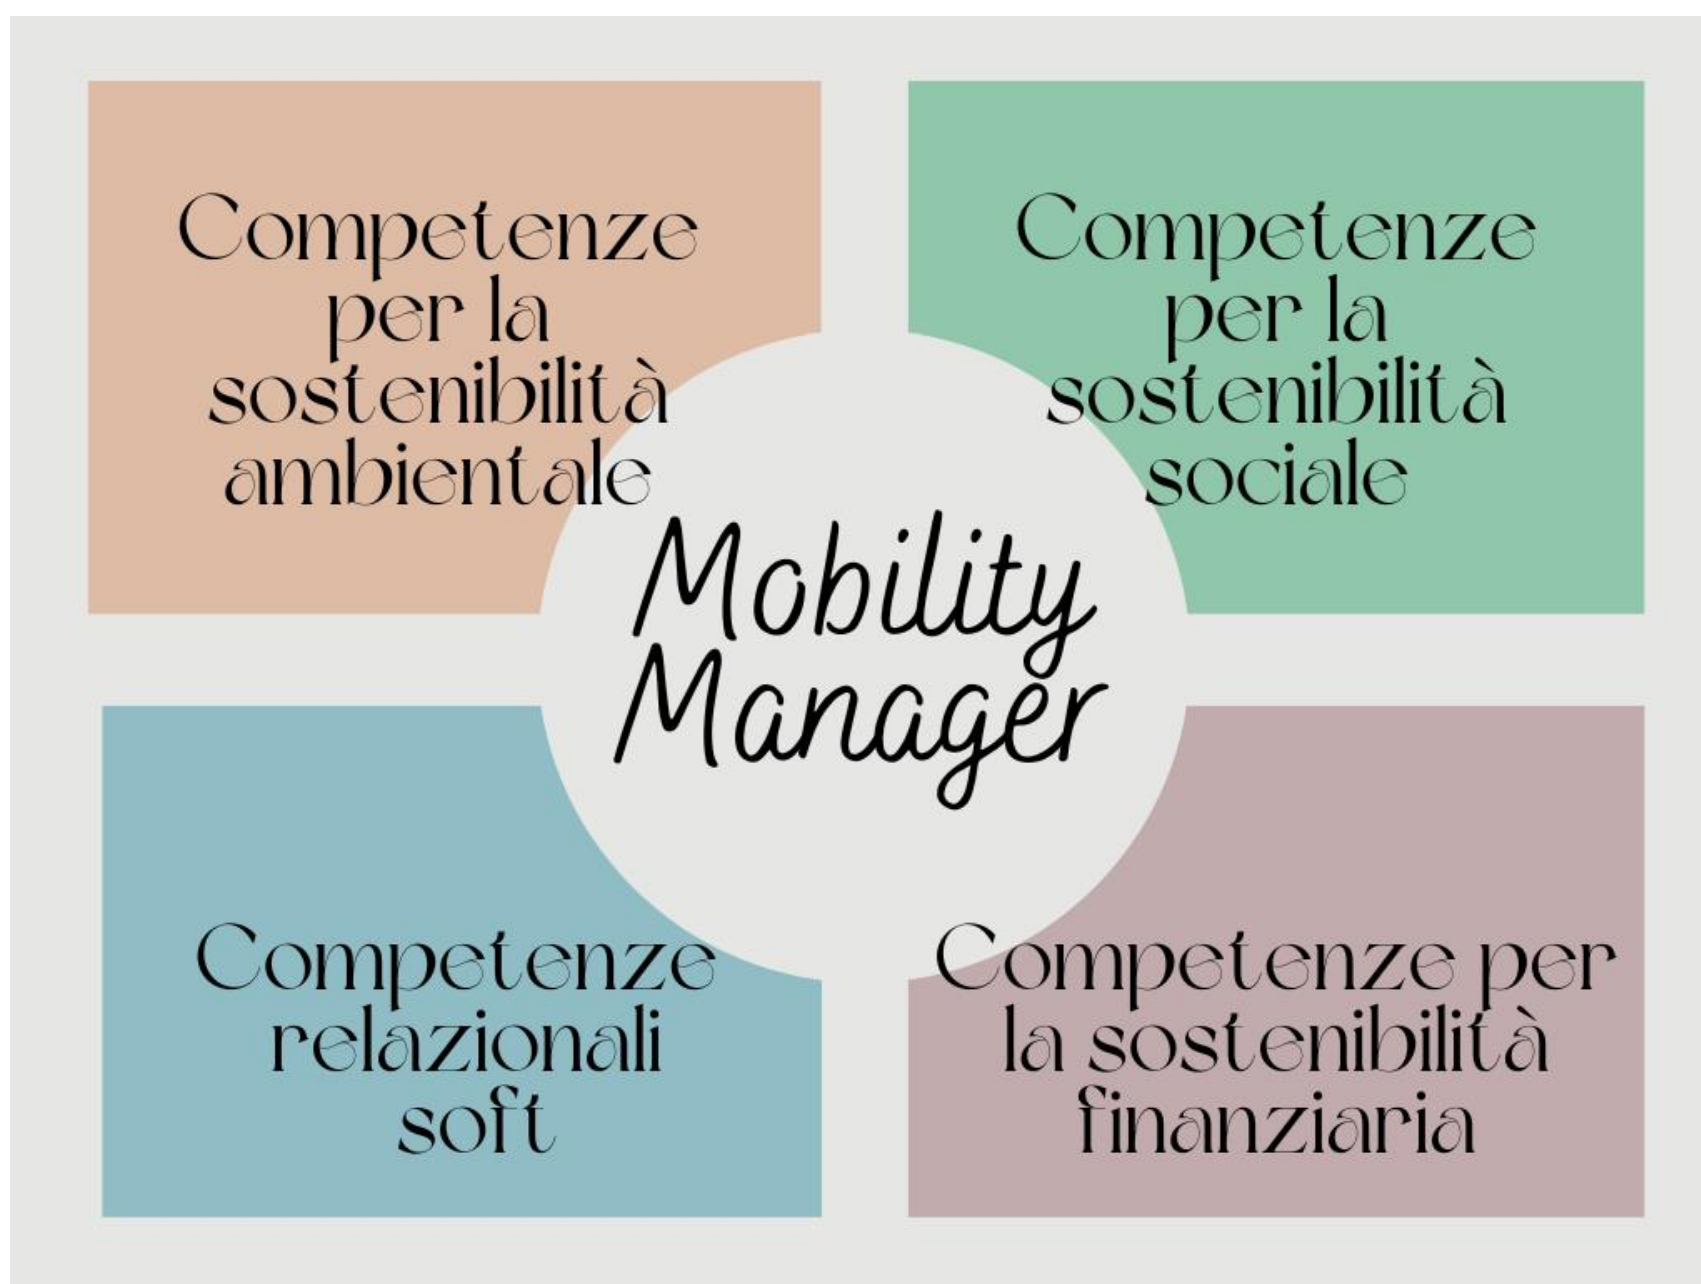 Competenze
per la
sostenibilità
ambientale
Competenze
per la
sostenibilità
sociale
Mobility
Manager
Competenze
relazionali
soft
Competenze per
la sostenibilità
finanziaria